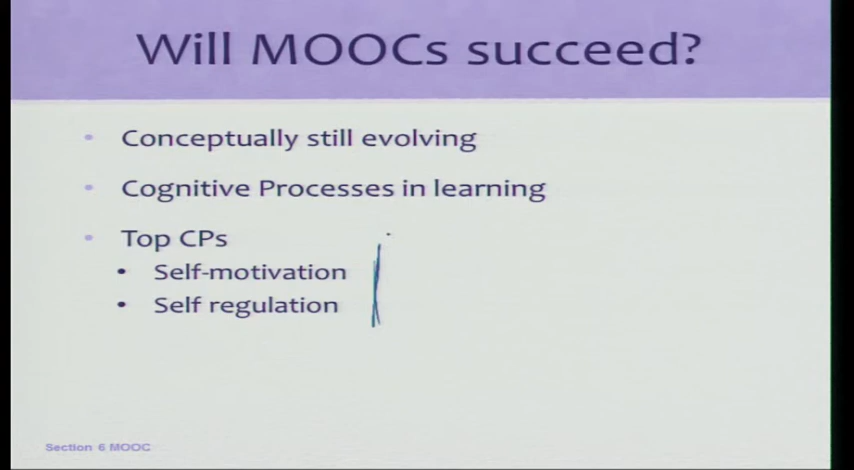 Will MOOCs succeed?
• Conceptually still evolving
• Cognitive Processes in learning
• Top CPs
• Self-motivation
• Self regulation
Section 6 MOOC